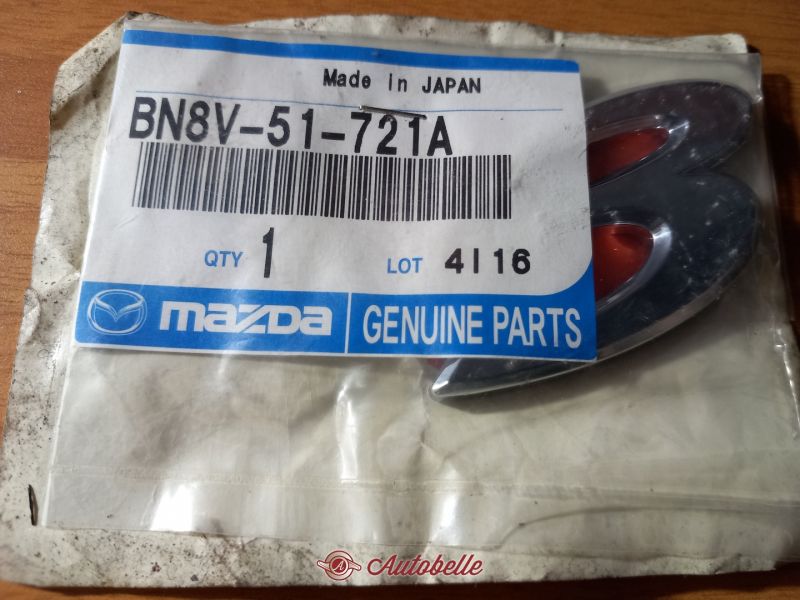 Made in JAPAN
BN8V-51-721A
QTY 1 LOT 4I16
mazda GENUINE PARTS
Autobelle